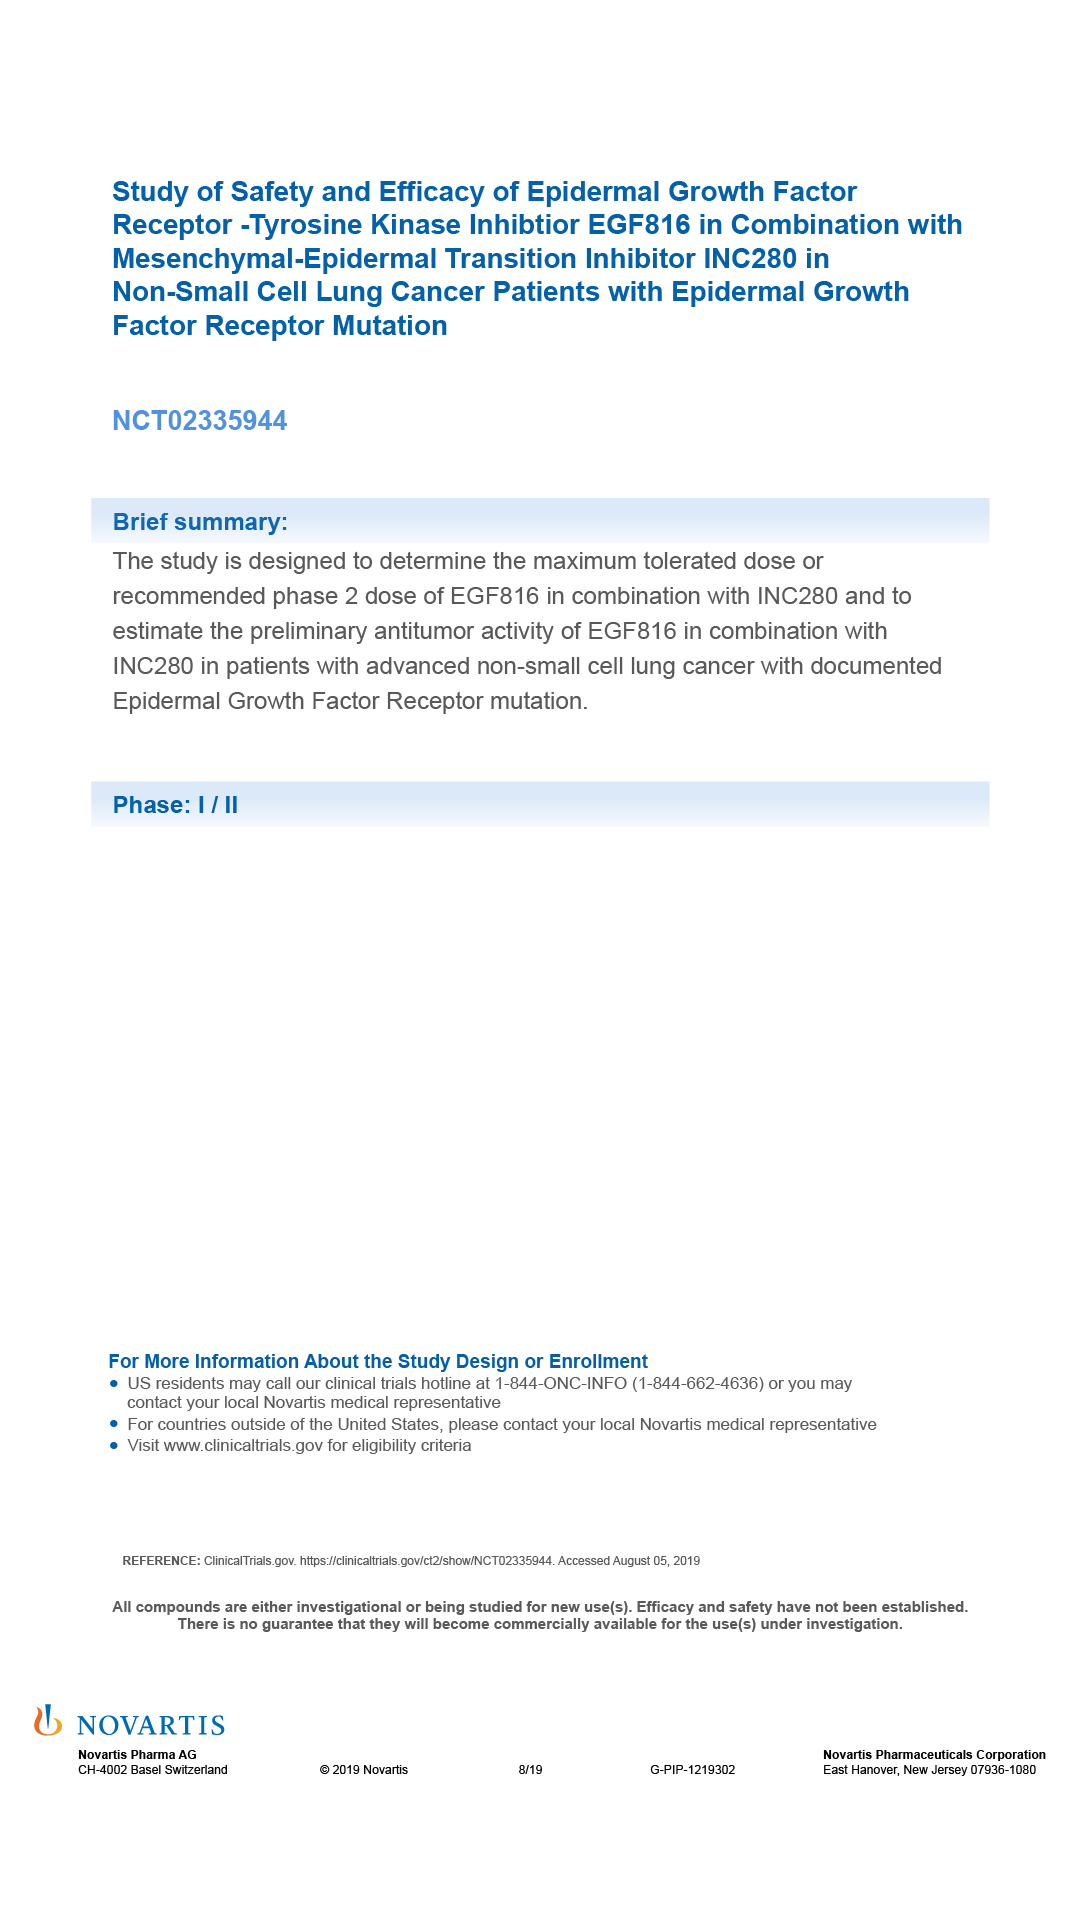 Study of Safety and Efficacy of Epidermal Growth Factor
Receptor -Tyrosine Kinase Inhibtior EGF816 in Combination with
Mesenchymal-Epidermal Transition Inhibitor INC280 in
Non-Small Cell Lung Cancer Patients with Epidermal Growth
Factor Receptor Mutation
NCT02335944
Brief summary:
The study is designed to determine the maximum tolerated dose or
recommended phase 2 dose of EGF816 in combination with INC280 and to
estimate the preliminary antitumor activity of EGF816 in combination with
INC280 in patients with advanced non-small cell lung cancer with documented
Epidermal Growth Factor Receptor mutation.
Phase: I / II
For More Information About the Study Design or Enrollment
● US residents may call our clinical trials hotline at 1-844-ONC-INFO (1-844-662-4636) or you may
contact your local Novartis medical representative
● For countries outside of the United States, please contact your local Novartis medical representative
● Visit www.clinicaltrials.gov for eligibility criteria
REFERENCE: ClinicalTrials.gov. https://clinicaltrials.gov/ct2/show/NCT02335944. Accessed August 05, 2019
All compounds are either investigational or being studied for new use(s). Efficacy and safety have not been established.
There is no guarantee that they will become commercially available for the use(s) under investigation.
NOVARTIS
Novartis Pharma AG
CH-4002 Basel Switzerland
© 2019 Novartis
8/19
G-PIP-1219302
Novartis Pharmaceuticals Corporation
East Hanover, New Jersey 07936-1080